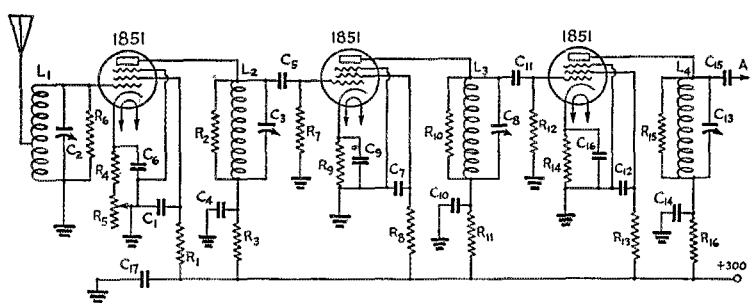 1851
1851
1851
L1
C2
R6
R4
C6
R5
C1
R1
C17
L2
R2
C3
C4
R3
C5
R7
R9
C9
C7
R8
L3
R10
C8
C10
R11
C11
R12
R14
C16
C12
R13
L4
R15
C13
C14
R16
C15
A
+300